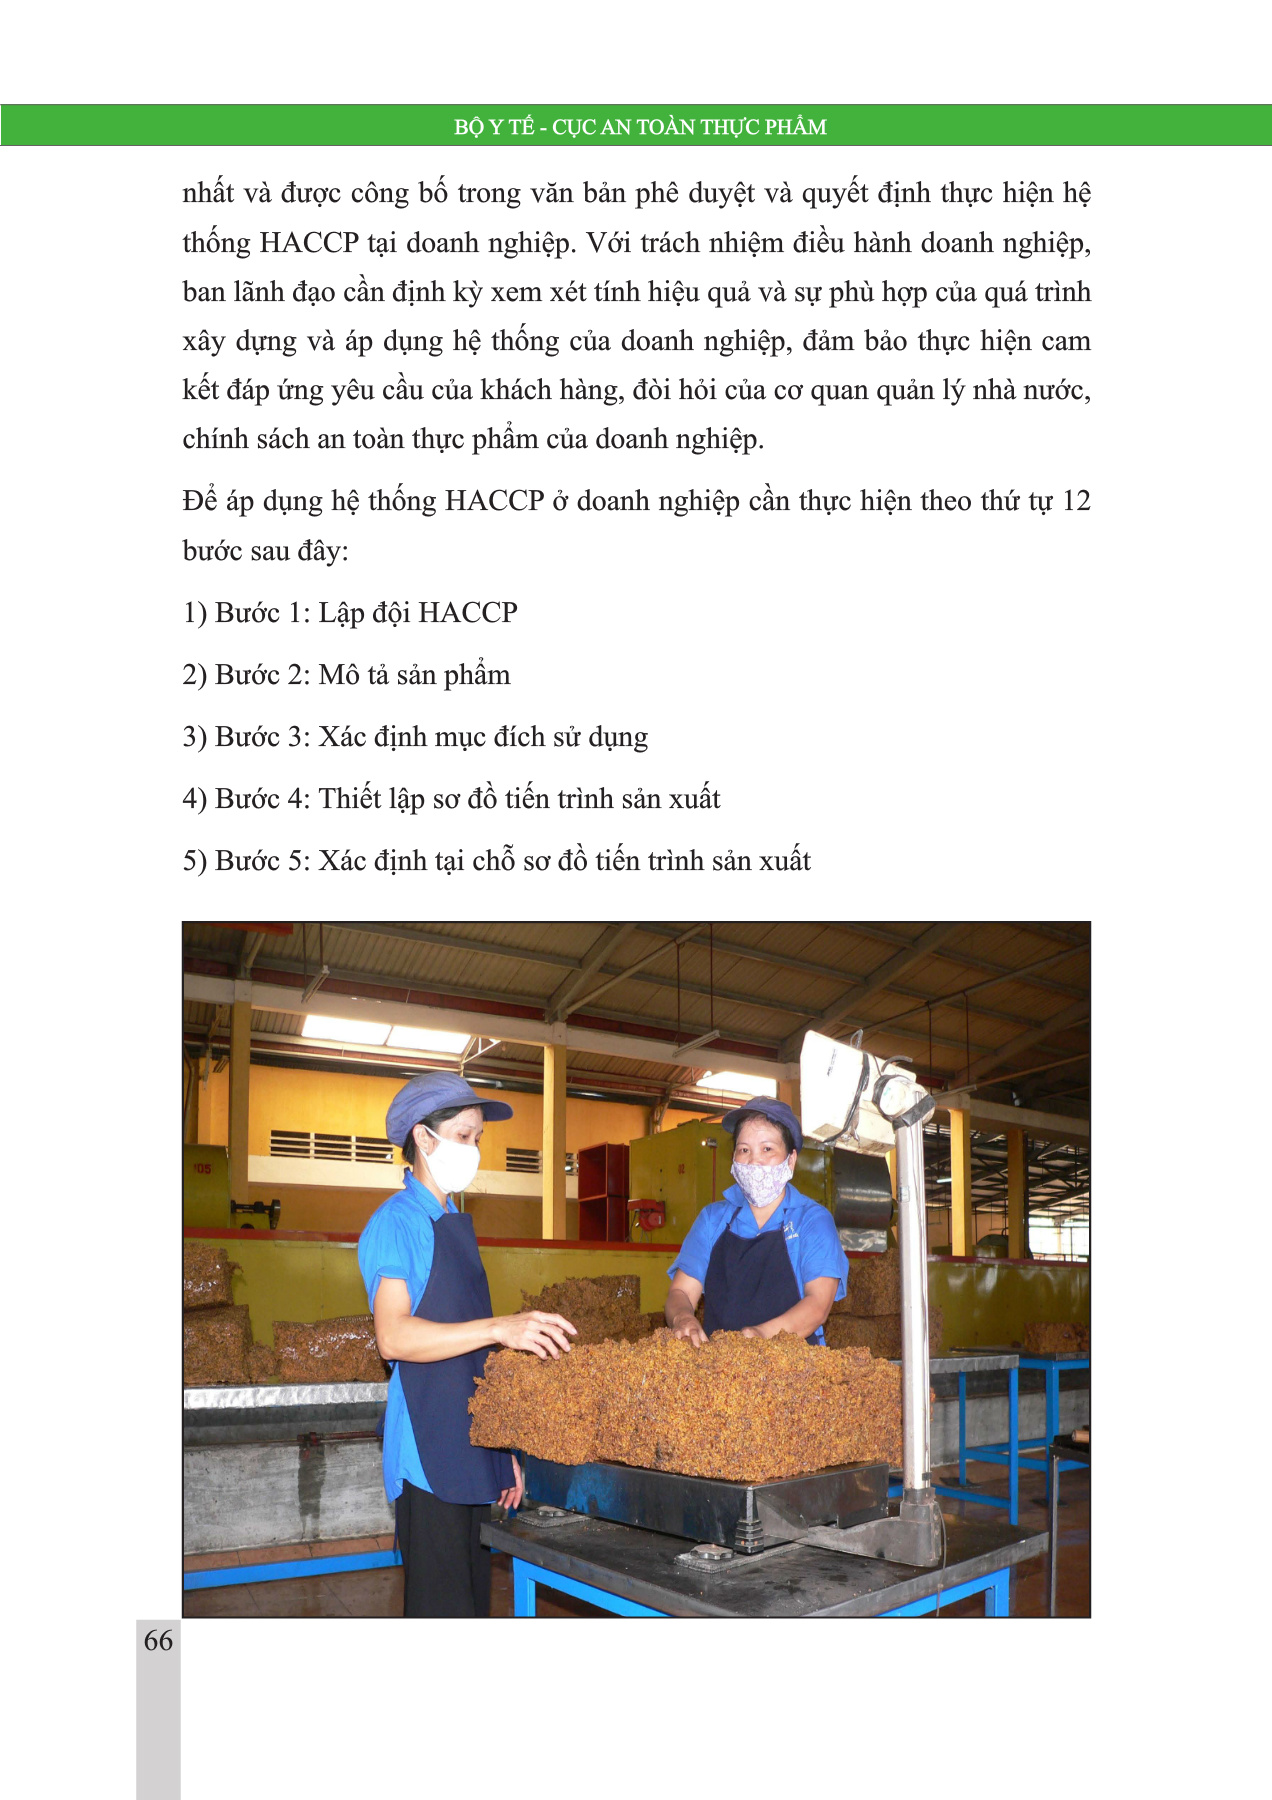 BỘ Y TẾ - CỤC AN TOÀN THỰC PHẨM
nhất và được công bố trong văn bản phê duyệt và quyết định thực hiện hệ
thống HACCP tại doanh nghiệp. Với trách nhiệm điều hành doanh nghiệp,
ban lãnh đạo cần định kỳ xem xét tính hiệu quả và sự phù hợp của quá trình
xây dựng và áp dụng hệ thống của doanh nghiệp, đảm bảo thực hiện cam
kết đáp ứng yêu cầu của khách hàng, đòi hỏi của cơ quan quản lý nhà nước,
chính sách an toàn thực phẩm của doanh nghiệp.
Để áp dụng hệ thống HACCP ở doanh nghiệp cần thực hiện theo thứ tự 12
bước sau đây:
1) Bước 1: Lập đội HACCP
2) Bước 2: Mô tả sản phẩm
3) Bước 3: Xác định mục đích sử dụng
4) Bước 4: Thiết lập sơ đồ tiến trình sản xuất
5) Bước 5: Xác định tại chỗ sơ đồ tiến trình sản xuất
66